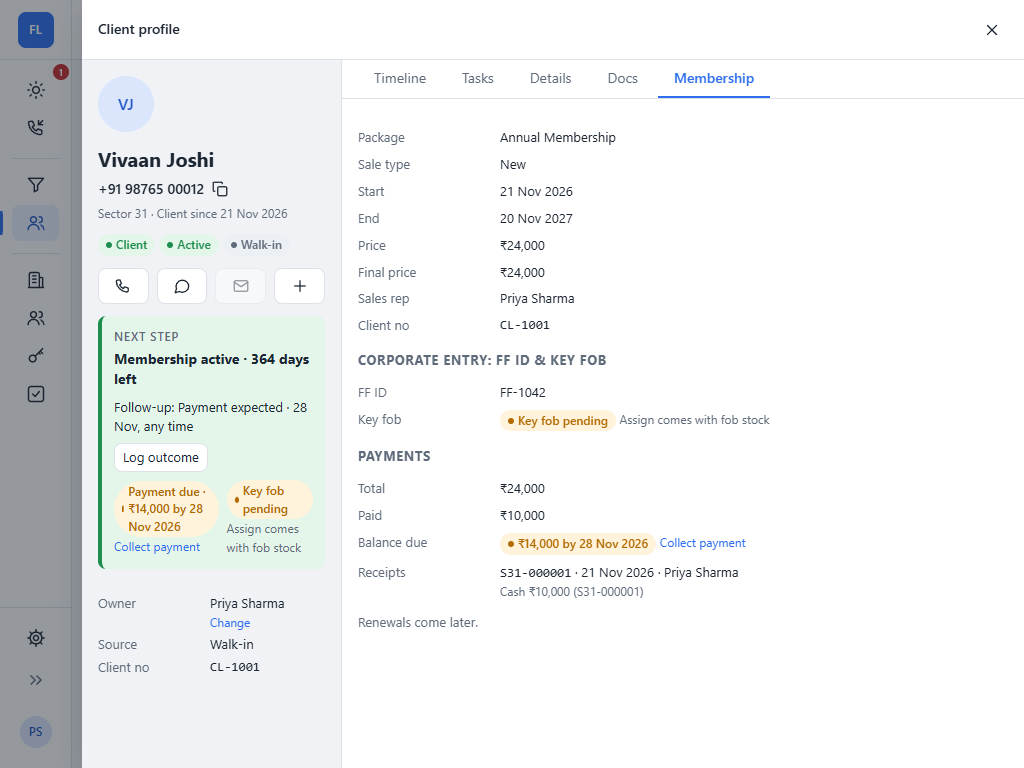 FL
Client profile
1
VJ
Vivaan Joshi
+91 98765 00012
Sector 31 · Client since 21 Nov 2026
Client
Active
Walk-in
NEXT STEP
Membership active · 364 days
left
Follow-up: Payment expected · 28
Nov, any time
Log outcome
Payment due ·
₹14,000 by 28
Nov 2026
Collect payment
Key fob
pending
Assign comes
with fob stock
Owner
Priya Sharma
Change
Source
Walk-in
Client no
CL-1001
PS
Timeline
Tasks
Details
Docs
Membership
Package
Annual Membership
Sale type
New
Start
21 Nov 2026
End
20 Nov 2027
Price
₹24,000
Final price
₹24,000
Sales rep
Priya Sharma
Client no
CL-1001
CORPORATE ENTRY: FF ID & KEY FOB
FF ID
FF-1042
Key fob
Key fob pending Assign comes with fob stock
PAYMENTS
Total
₹24,000
Paid
₹10,000
Balance due
₹14,000 by 28 Nov 2026 Collect payment
Receipts
S31-000001 · 21 Nov 2026 · Priya Sharma
Cash ₹10,000 (S31-000001)
Renewals come later.